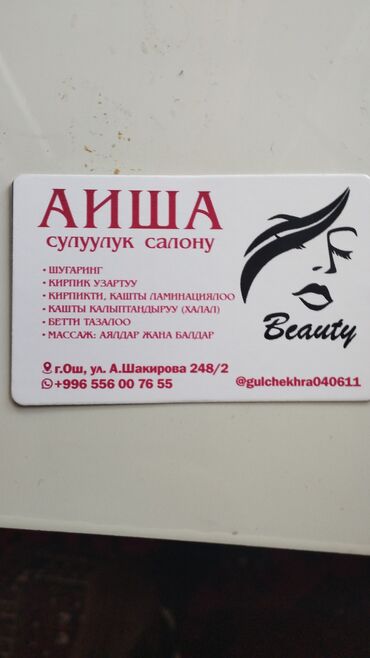 АИША
сулуулук салону
• ШУГАРИНГ
• КИРПИК УЗАРТУУ
• КИРПИКТИ, КАШТЫ ЛАМИНАЦИЯЛОО
• КАШТЫ КАЛЫПТАНДЫРУУ (ХАЛАЛ)
• БЕТТИ ТАЗАЛОО
• МАССАЖ: АЯЛДАР ЖАНА БАЛДАР
Beauty
г.Ош, ул. А.Шакирова 248/2
+996 556 00 76 55
@gulchekhra040611